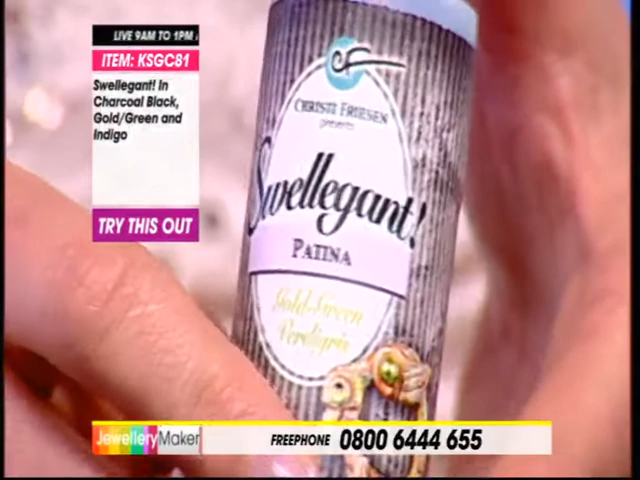 LIVE 9AM TO 1PM
ITEM: KSGC81
Swellegant! In
Charcoal Black,
Gold/Green and
Indigo
TRY THIS OUT
CF
CHRISTI FRIESEN
presents
Swellegant!
PATINA
Gold-Green
Verdigris
JewelleryMaker
FREEPHONE 0800 6444 655